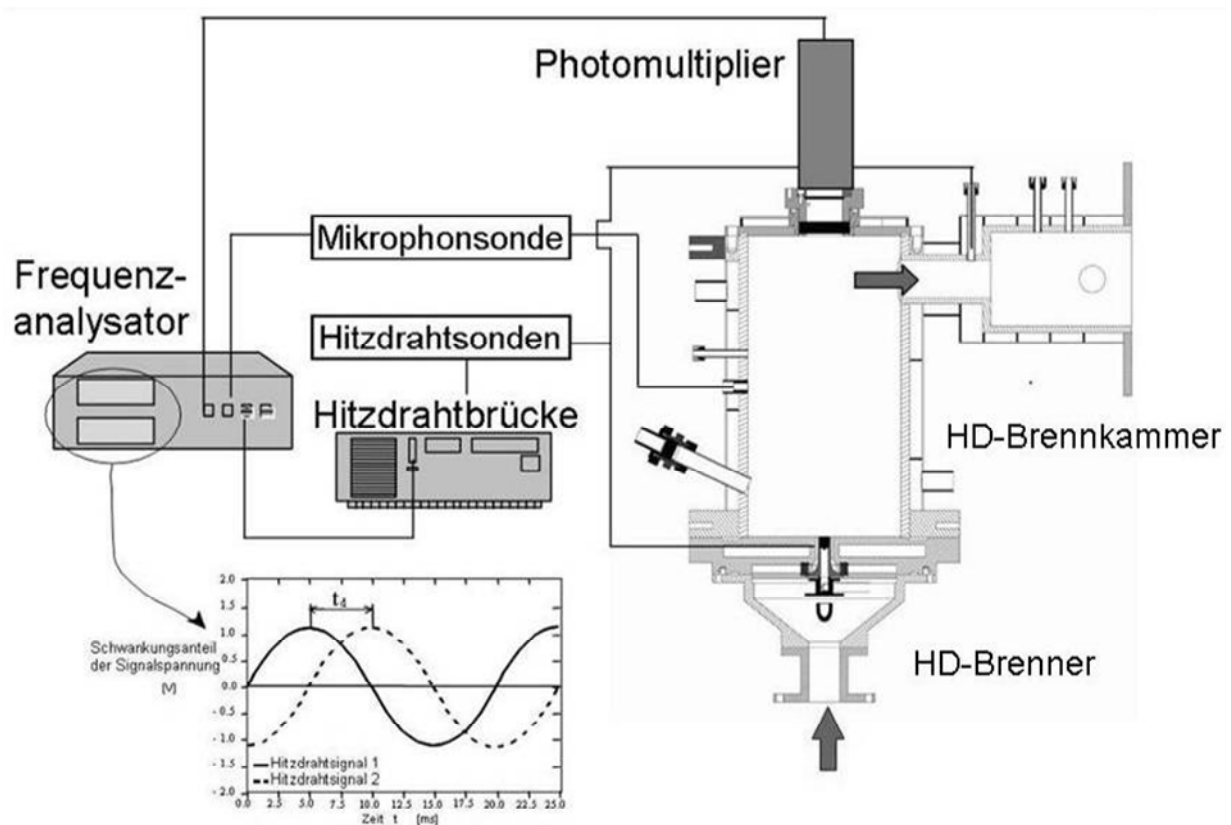 Photomultiplier
Mikrophonsonde
Frequenz-
analysator
Hitzdrahtsonden
Hitzdrahtbrücke
HD-Brennkammer
HD-Brenner
Schwankungsanteil
der Signalspannung
[V]
2.0
1.5
1.0
0.5
0.0
- 0.5
- 1.0
- 1.5
- 2.0
td
Hitzdrahtsignal 1
Hitzdrahtsignal 2
0.0 2.5 5.0 7.5 10.0 12.5 15.0 17.5 20.0 22.5 25.0
Zeit t [ms]